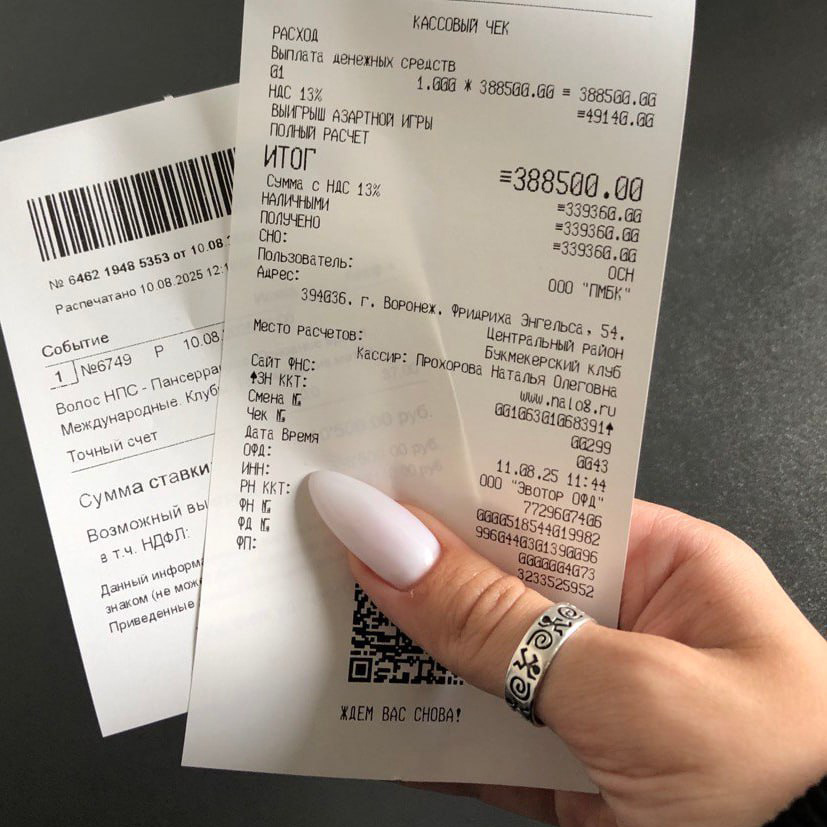 КАССОВЫЙ ЧЕК
РАСХОД
Выплата денежных средств
01
1.000 * 388500.00 = 388500.00
НДС 13%
≡49140.00
ВЫИГРЫШ АЗАРТНОЙ ИГРЫ
ПОЛНЫЙ РАСЧЕТ
ИТОГ
≡388500.00
Сумма с НДС 13%
≡339360.00
НАЛИЧНЫМИ
≡339360.00
ПОЛУЧЕНО
≡339360.00
СНО:
ОСН
Пользователь:
ООО "ПМБК"
Адрес:
394036. г. Воронеж. Фридриха Энгельса, 54.
Центральный район
Место расчетов:
Букмекерский клуб
Кассир: Прохорова Наталья Олеговна
Сайт ФНС:
www.nalog.ru
↑ЗН ККТ:
00106301068391↑
Смена №
00299
Чек №
0043
Дата Время
11.08.25 11:44
ОФД:
ООО "Эвотор ОФД"
ИНН:
7729607406
РН ККТ:
0000518544019982
ФН №
9960440301390096
ФД №
0000004073
ФП:
3233525952
ЖДЕМ ВАС СНОВА!
№ 6462 1948 5353 от 10.08.
Распечатано 10.08.2025 12:1
Событие
1 №6749 Р 10.08.
Волос НПС - Пансерра
Международные. Клуб
Точный счет
Сумма ставки
Возможный вы
в т.ч. НДФЛ:
Данный информ
знаком (не мож
Приведенные